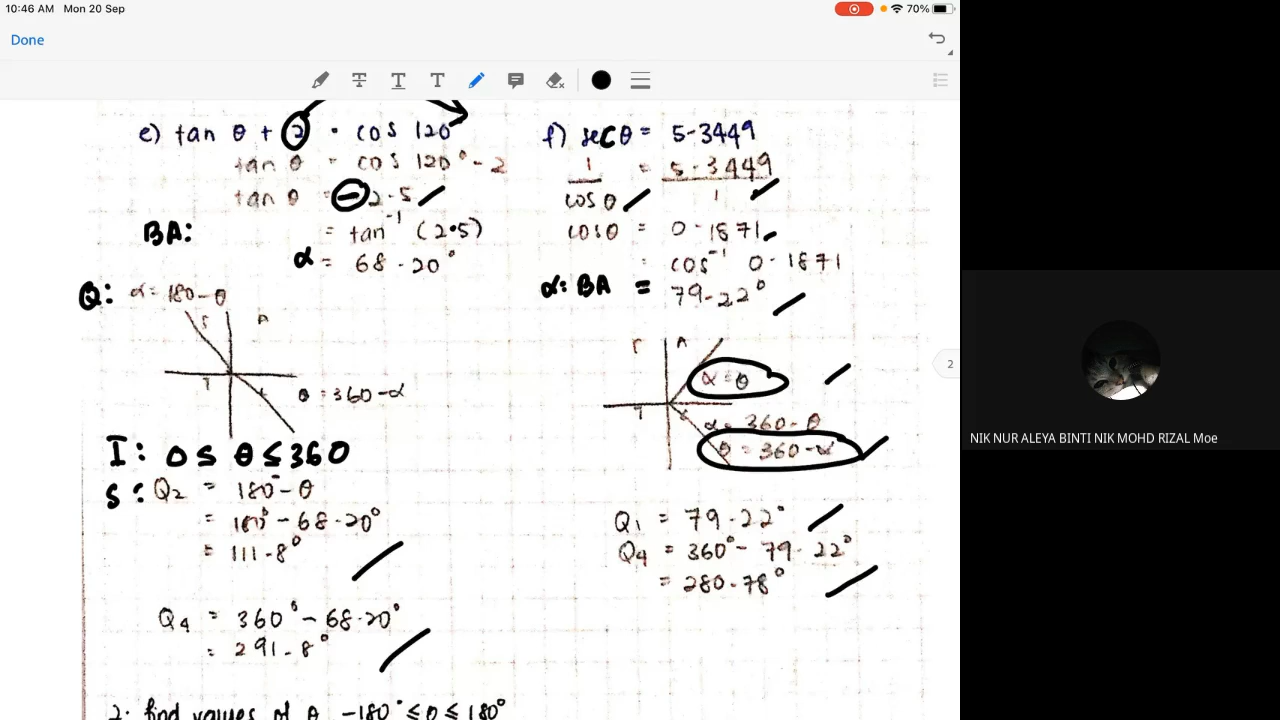 10:46 AM Mon 20 Sep
70%
Done
e) tan θ + 2 = cos 120°
tan θ = cos 120° - 2
tan θ = -2.5
BA: = tan⁻¹ (2.5)
α = 68.20°
Q: α = 180 - θ
S A
T C
θ = 360 - α
I: 0 ≤ θ ≤ 360
S: Q2 = 180° - θ
= 180° - 68.20°
= 111.8°
Q4 = 360° - 68.20°
= 291.8°
f) sec θ = 5.3449
1/cos θ = 5.3449/1
cos θ = 0.1871
= cos⁻¹ 0.1871
α: BA = 79.22°
A
α = θ
T C
α = 360 - θ
θ = 360 - α
Q1 = 79.22°
Q4 = 360° - 79.22°
= 280.78°
2. find values of θ, -180° ≤ θ ≤ 180°
2
NIK NUR ALEYA BINTI NIK MOHD RIZAL Moe